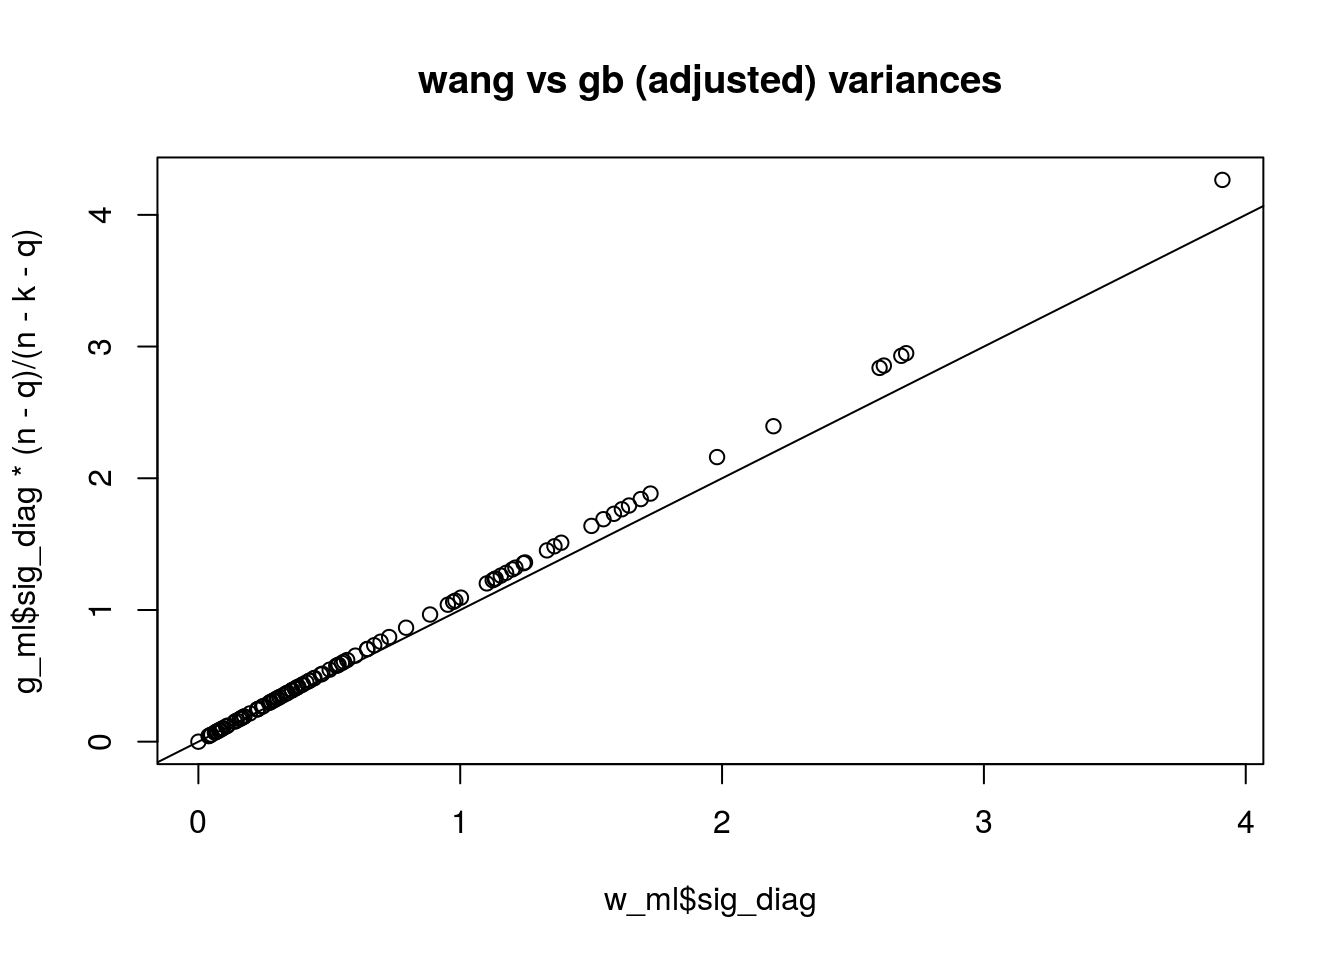 wang vs gb (adjusted) variances
g_ml$sig_diag * (n - q)/(n - k - q)
4
3
2
1
0
0 1 2 3 4
w_ml$sig_diag